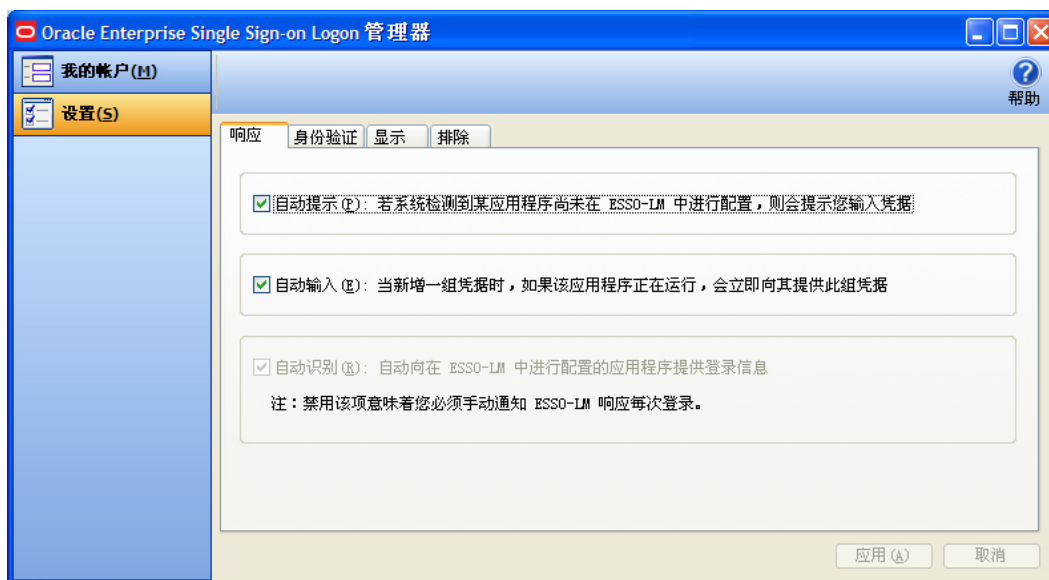 Oracle Enterprise Single Sign-on Logon 管理器
我的帐户(M)
设置(S)
帮助
响应 身份验证 显示 排除
自动提示(P): 若系统检测到某应用程序尚未在 ESSO-LM 中进行配置，则会提示您输入凭据
自动输入(E): 当新增一组凭据时，如果该应用程序正在运行，会立即向其提供此组凭据
自动识别(R): 自动向在 ESSO-LM 中进行配置的应用程序提供登录信息
注：禁用该项意味着您必须手动通知 ESSO-LM 响应每次登录。
应用(A) 取消